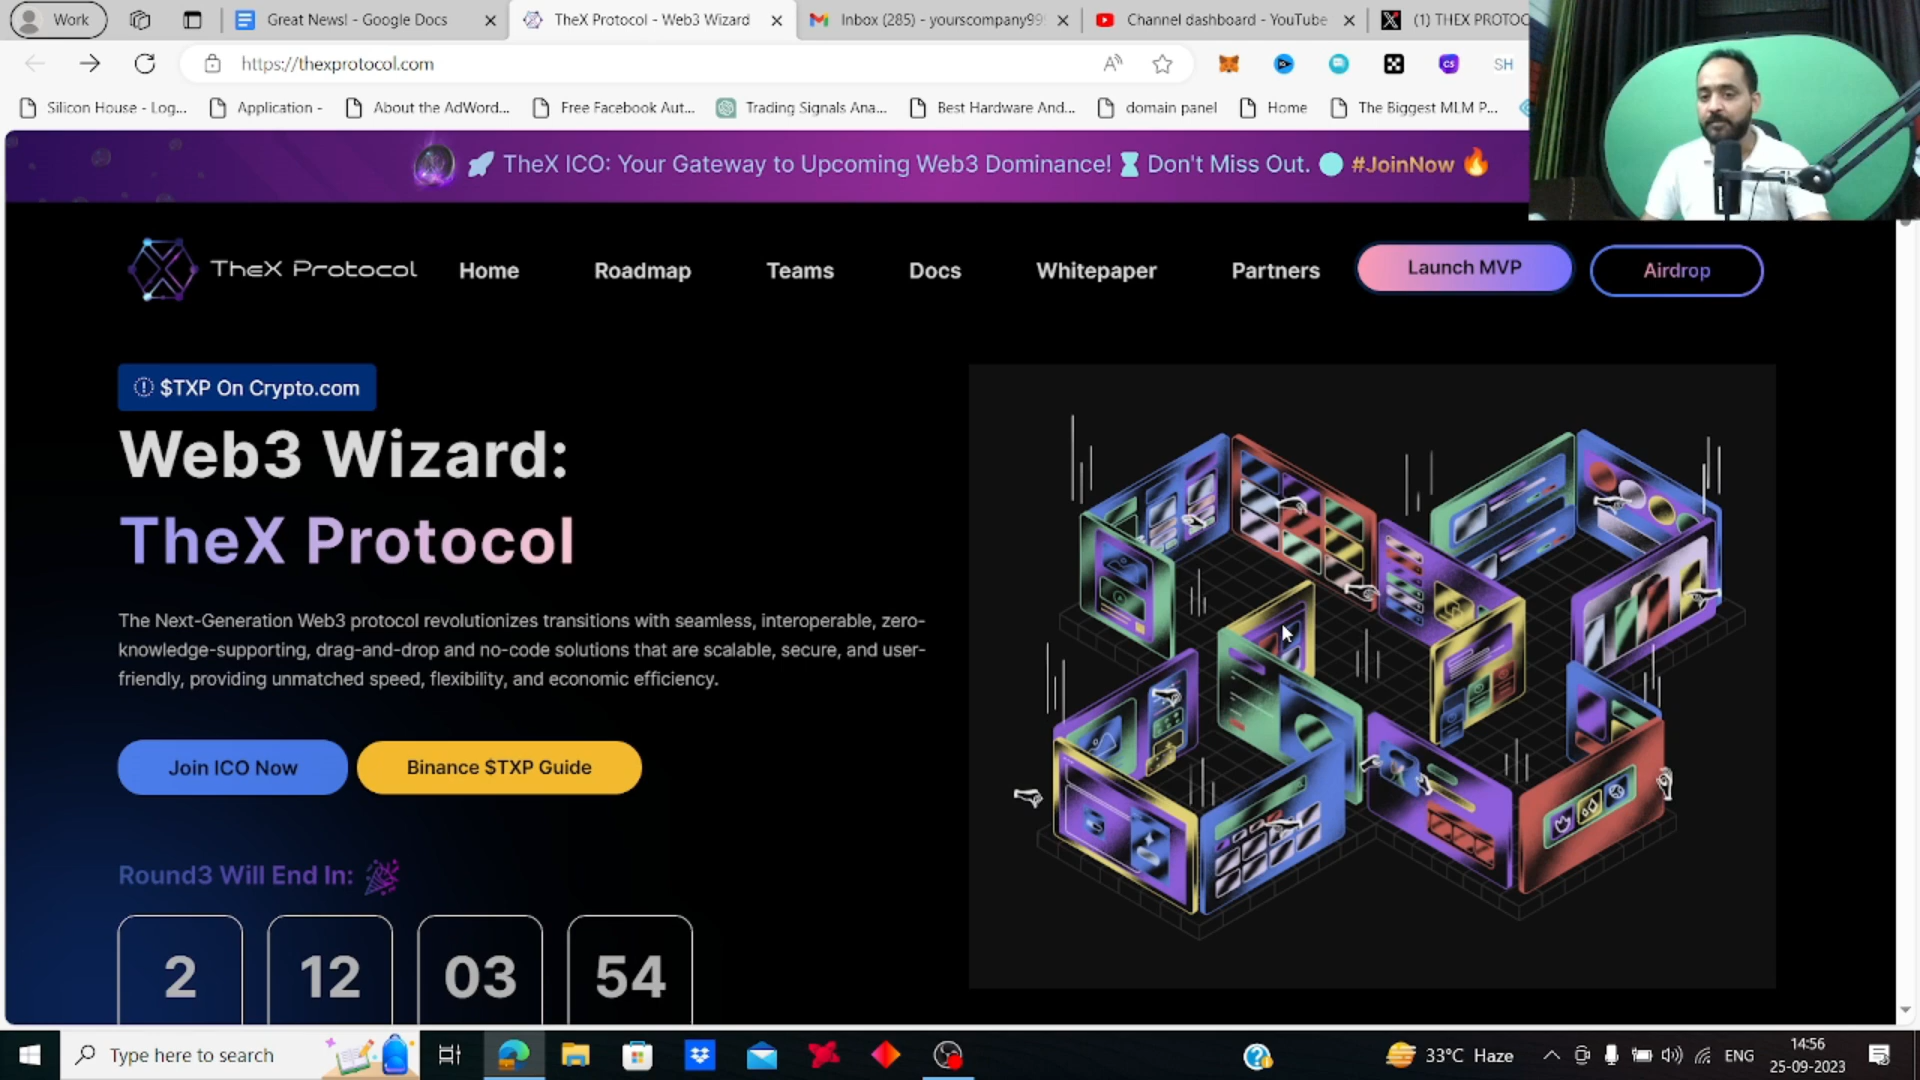 Work
Great News! - Google Docs
TheX Protocol - Web3 Wizard
Inbox (285) - yourscompany99
Channel dashboard - YouTube
(1) THEX PROTOC
https://thexprotocol.com
Silicon House - Log...
Application -
About the AdWord...
Free Facebook Aut...
Trading Signals Ana...
Best Hardware And...
domain panel
Home
The Biggest MLM P...
CS
SH
TheX ICO: Your Gateway to Upcoming Web3 Dominance! Don't Miss Out. #JoinNow
TheX Protocol
Home
Roadmap
Teams
Docs
Whitepaper
Partners
Launch MVP
Airdrop
$TXP On Crypto.com
Web3 Wizard:
TheX Protocol
The Next-Generation Web3 protocol revolutionizes transitions with seamless, interoperable, zero-
knowledge-supporting, drag-and-drop and no-code solutions that are scalable, secure, and user-
friendly, providing unmatched speed, flexibility, and economic efficiency.
Join ICO Now
Binance $TXP Guide
Round3 Will End In:
2
12
03
54
Type here to search
33°C Haze
ENG
14:56
25-09-2023